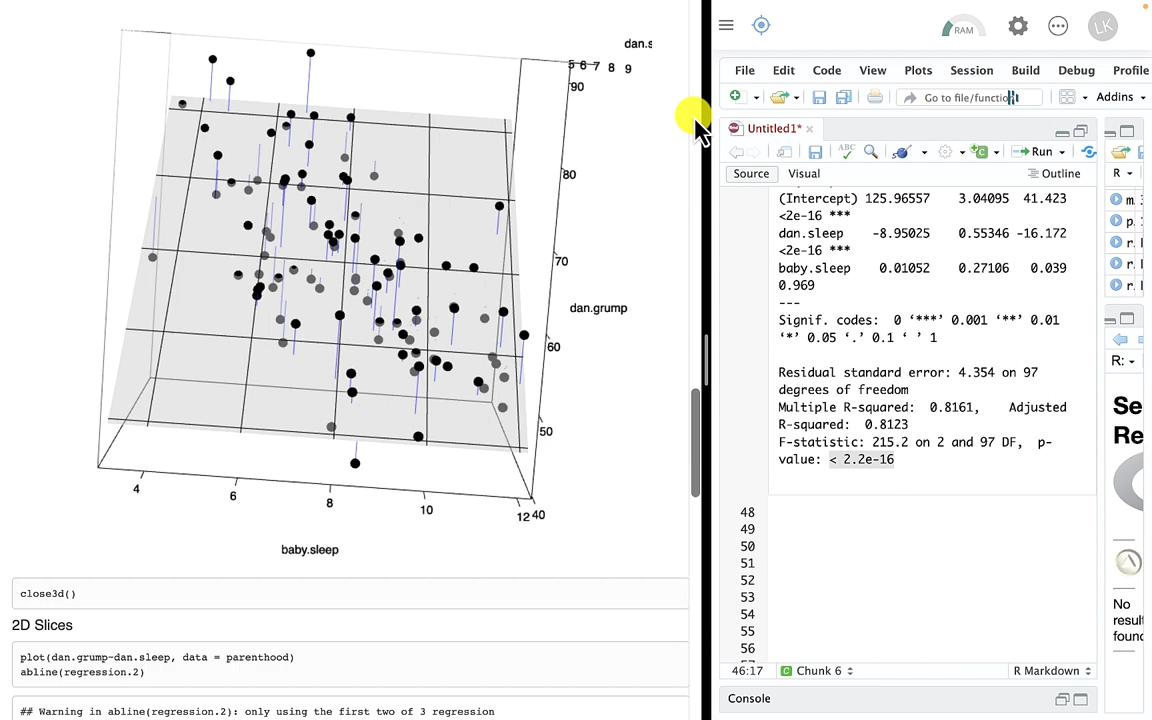 dan.s
5 6 7 8 9
90
80
70
dan.grump
60
50
4
6
8
10
12
40
baby.sleep
close3d()
2D Slices
plot(dan.grump~dan.sleep, data = parenthood)
abline(regression.2)
## Warning in abline(regression.2): only using the first two of 3 regression
RAM
LK
File Edit Code View Plots Session Build Debug Profile
Go to file/function
Addins
Untitled1*
ABC
Run
Source Visual
Outline
(Intercept) 125.96557 3.04095 41.423
<2e-16 ***
dan.sleep -8.95025 0.55346 -16.172
<2e-16 ***
baby.sleep 0.01052 0.27106 0.039
0.969
---
Signif. codes: 0 ‘***’ 0.001 ‘**’ 0.01
‘*’ 0.05 ‘.’ 0.1 ‘ ’ 1
Residual standard error: 4.354 on 97
degrees of freedom
Multiple R-squared: 0.8161, Adjusted
R-squared: 0.8123
F-statistic: 215.2 on 2 and 97 DF, p-
value: < 2.2e-16
48
49
50
51
52
53
54
55
56
46:17
Chunk 6
R Markdown
Console
R
m.
p.
r.
r.
r.
R:
Se
Re
No
result
found